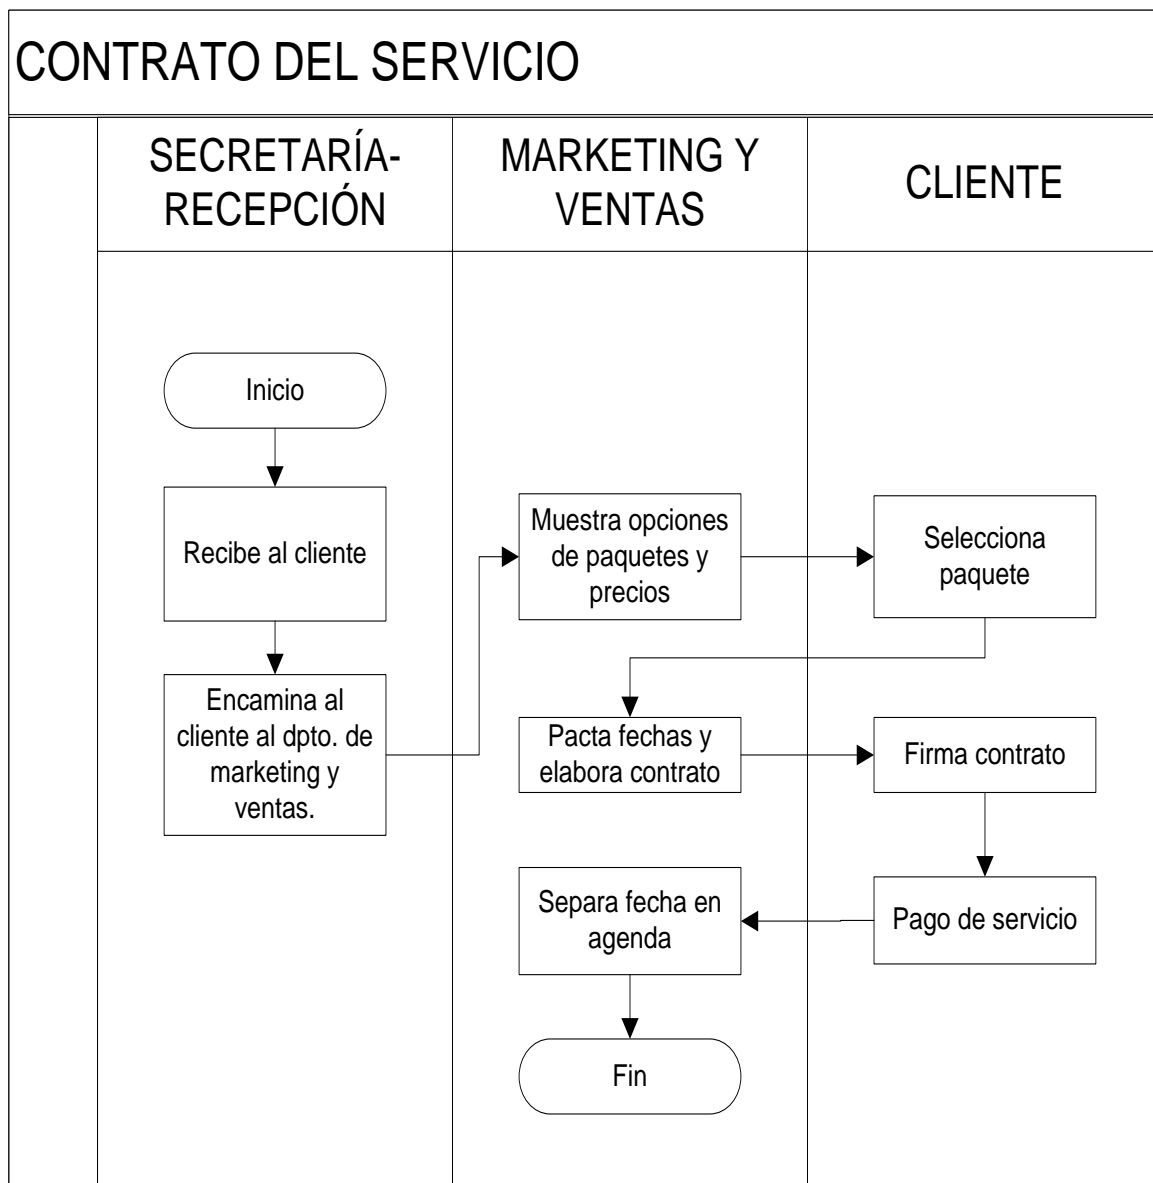 CONTRATO DEL SERVICIO
SECRETARÍA-
RECEPCIÓN
MARKETING Y
VENTAS
CLIENTE
Inicio
Recibe al cliente
Encamina al
cliente al dpto. de
marketing y
ventas.
Muestra opciones
de paquetes y
precios
Selecciona
paquete
Pacta fechas y
elabora contrato
Firma contrato
Pago de servicio
Separa fecha en
agenda
Fin